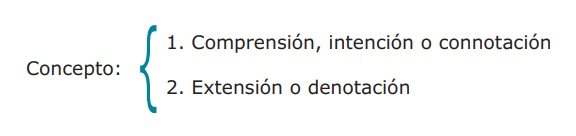 1. Comprensión, intención o connotación
Concepto:
2. Extensión o denotación